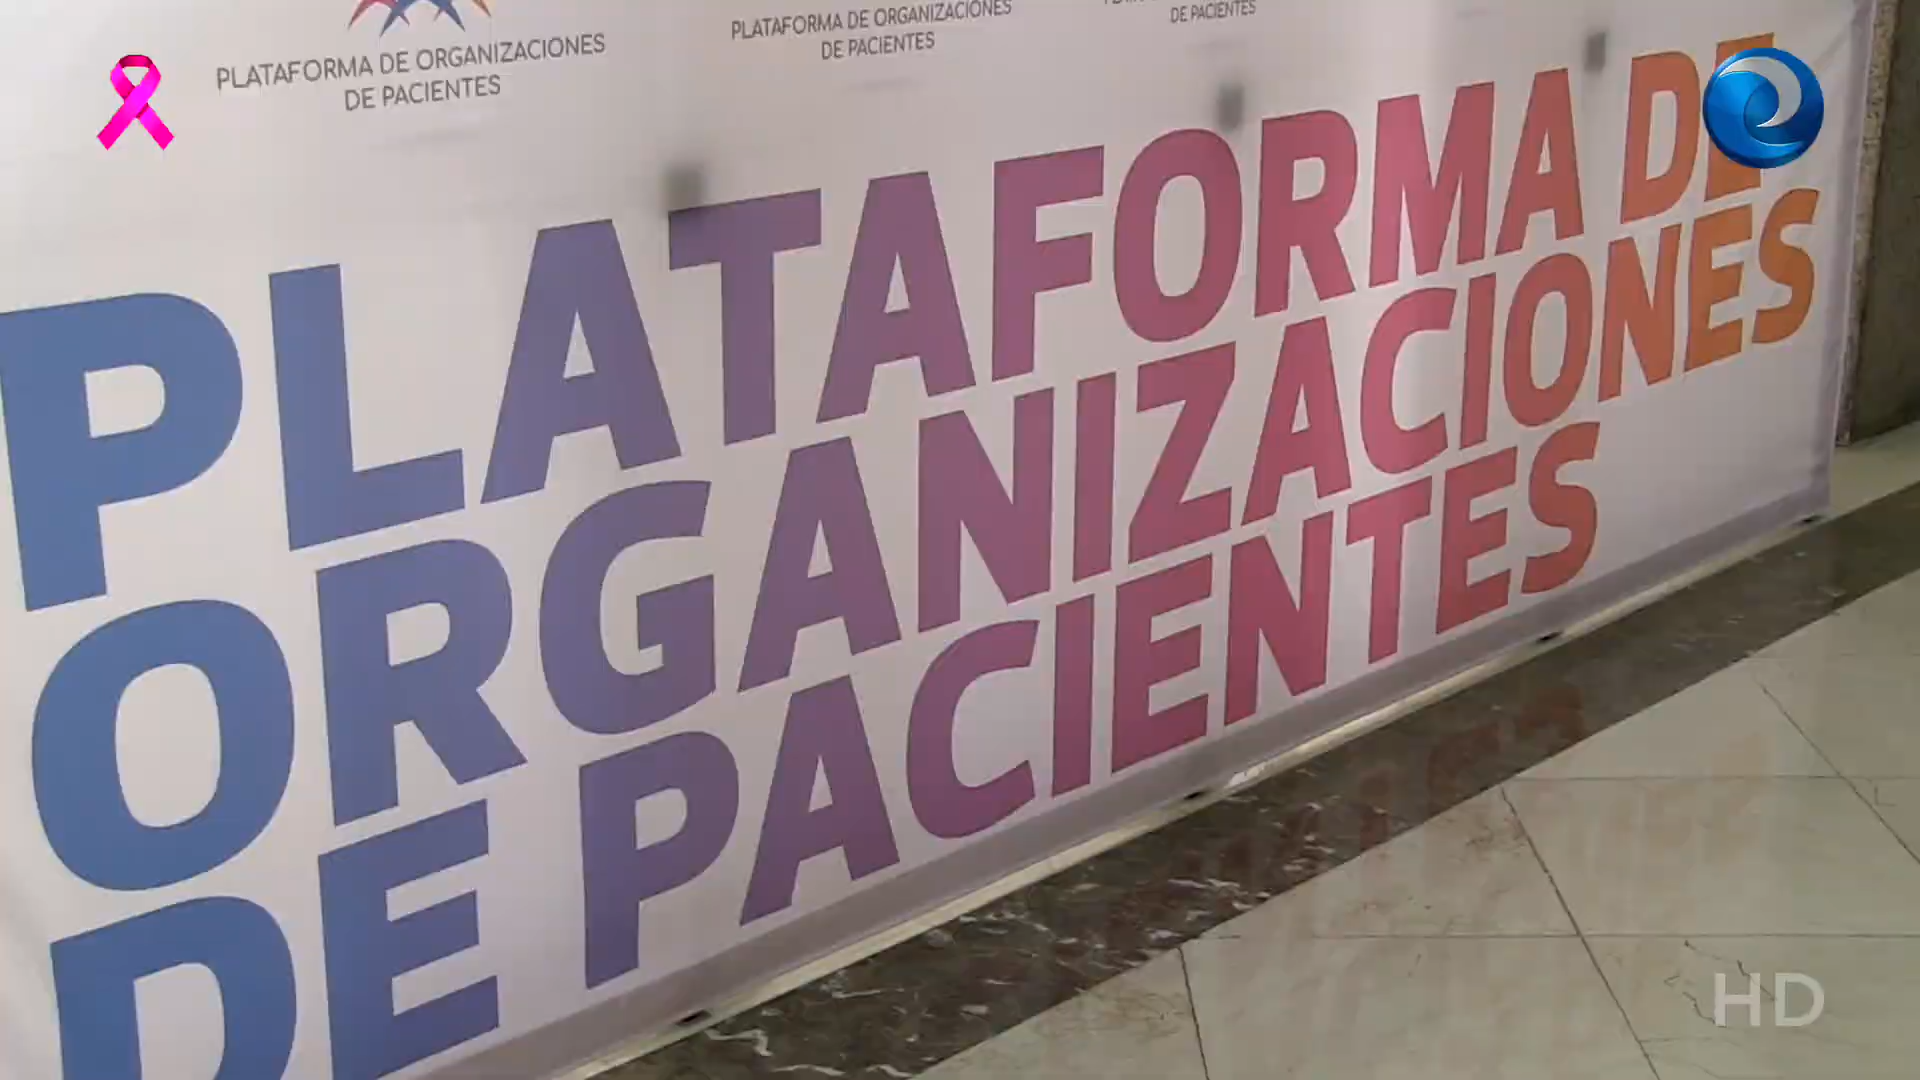 PLATAFORMA DE ORGANIZACIONES
DE PACIENTES
PLATAFORMA DE ORGANIZACIONES
DE PACIENTES
DE PACIENTES
PLATAFORMA DE
ORGANIZACIONES
DE PACIENTES
HD